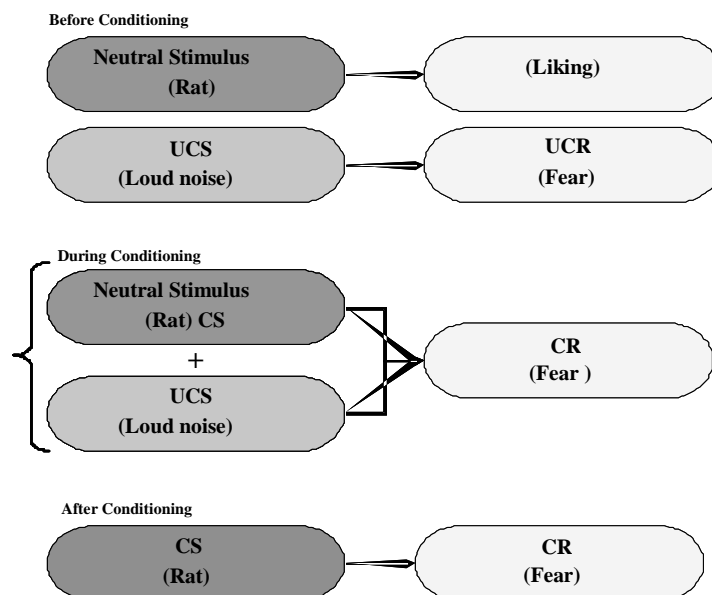 Before Conditioning
Neutral Stimulus
(Rat)
(Liking)
UCS
(Loud noise)
UCR
(Fear)
During Conditioning
Neutral Stimulus
(Rat) CS
+
UCS
(Loud noise)
CR
(Fear )
After Conditioning
CS
(Rat)
CR
(Fear)